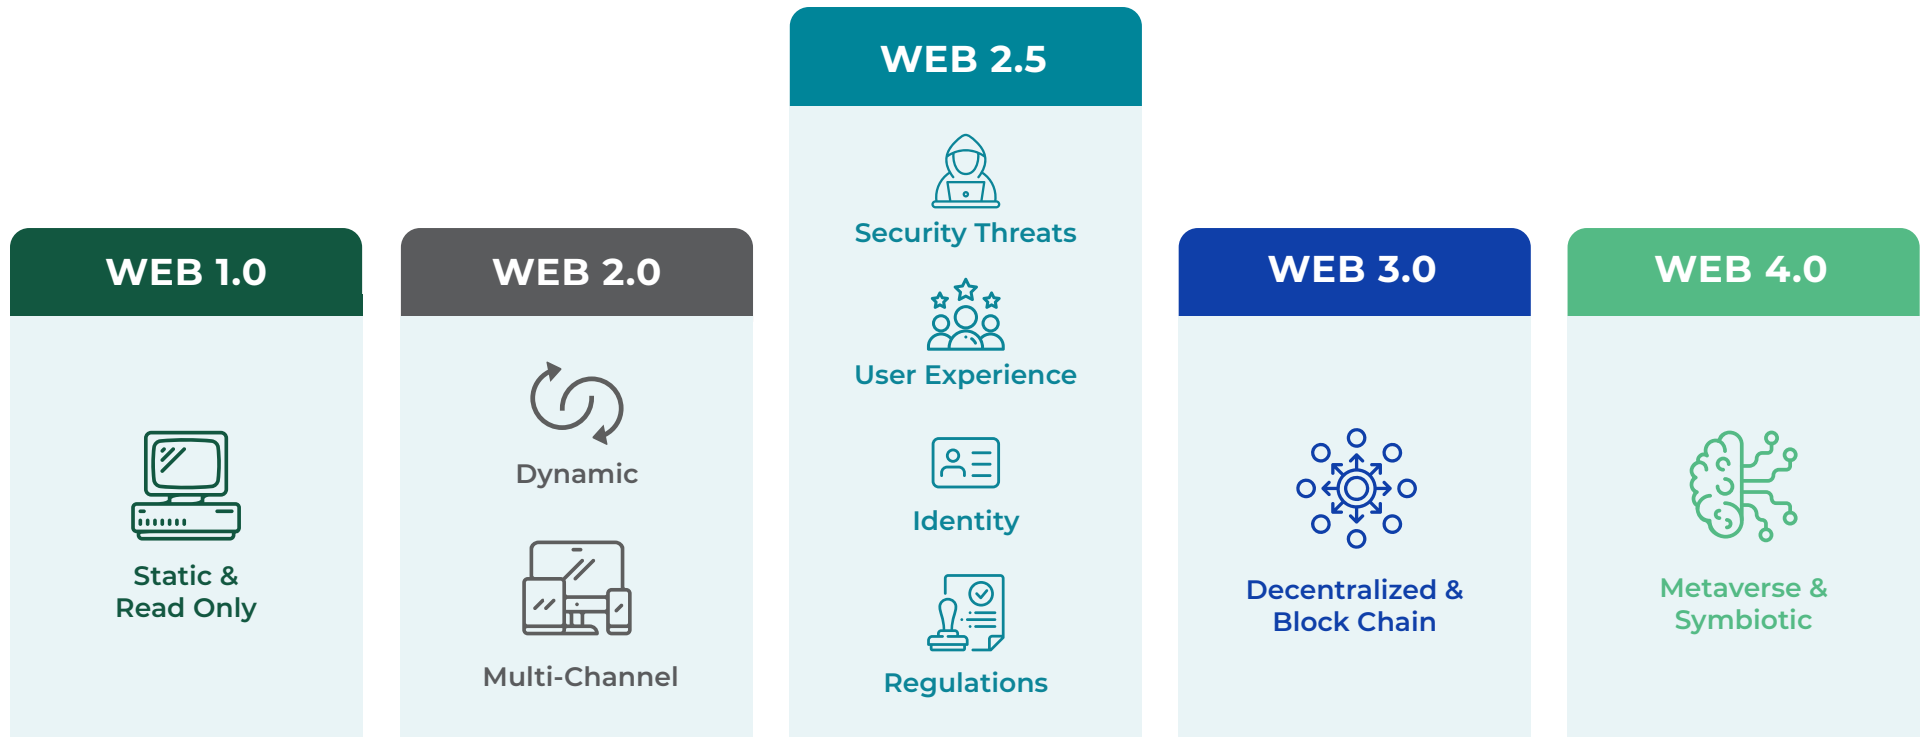 WEB 1.0
Static &
Read Only
WEB 2.0
Dynamic
Multi-Channel
WEB 2.5
Security Threats
User Experience
Identity
Regulations
WEB 3.0
Decentralized &
Block Chain
WEB 4.0
Metaverse &
Symbiotic